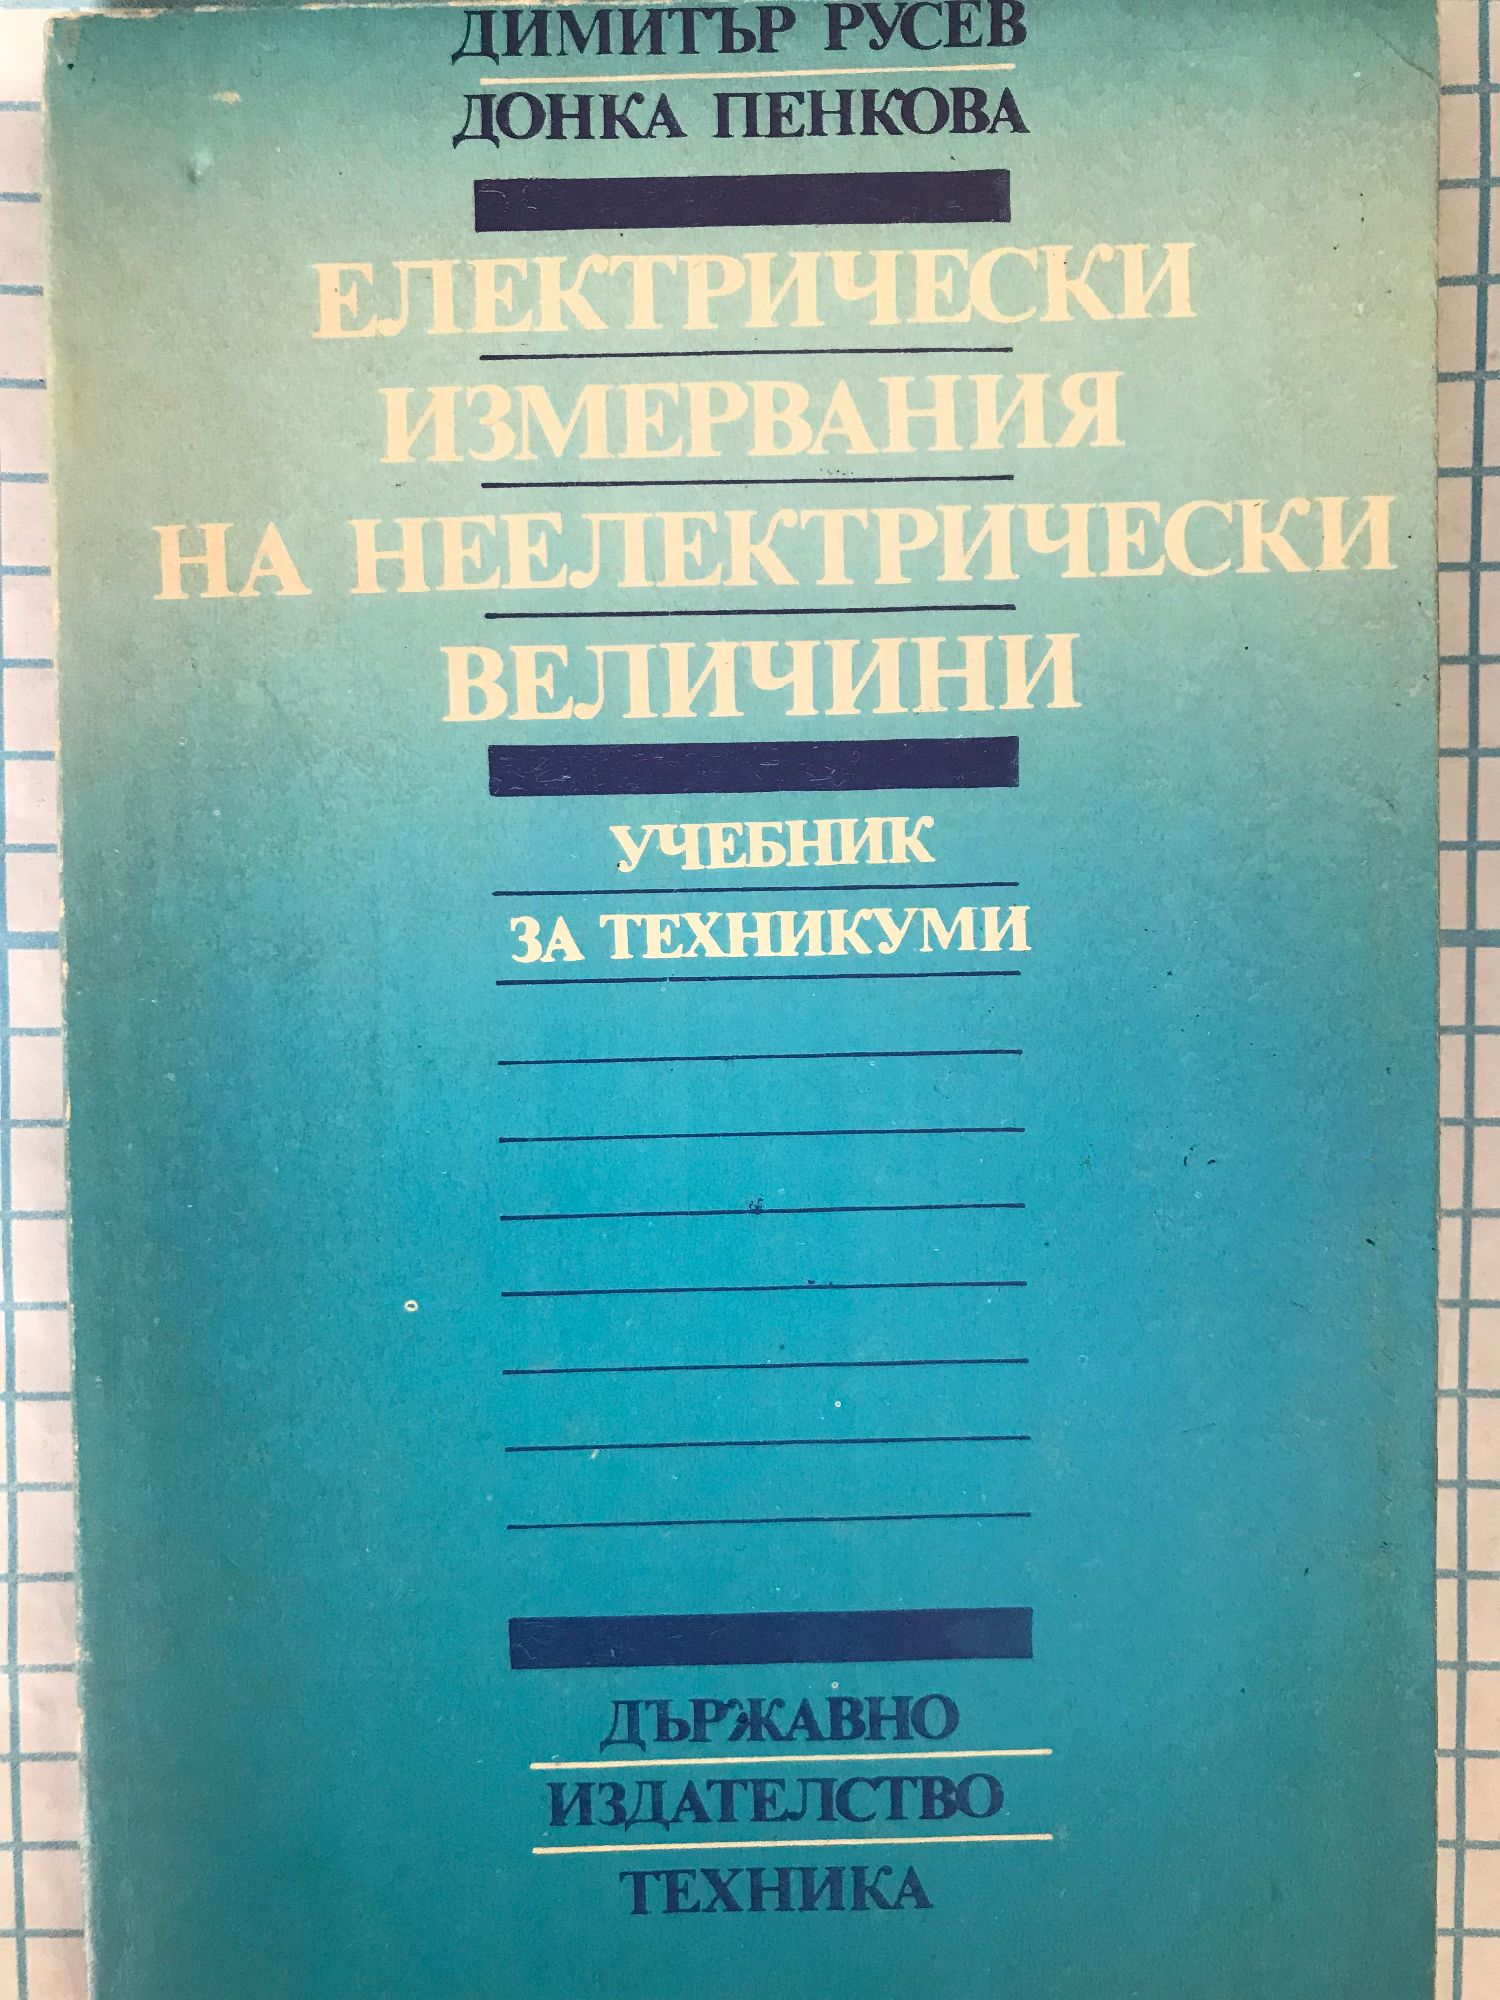 ДИМИТЪР РУСЕВ
ДОНКА ПЕНКОВА
ЕЛЕКТРИЧЕСКИ
ИЗМЕРВАНИЯ
НА НЕЕЛЕКТРИЧЕСКИ
ВЕЛИЧИНИ
УЧЕБНИК
ЗА ТЕХНИКУМИ
ДЪРЖАВНО
ИЗДАТЕЛСТВО
ТЕХНИКА